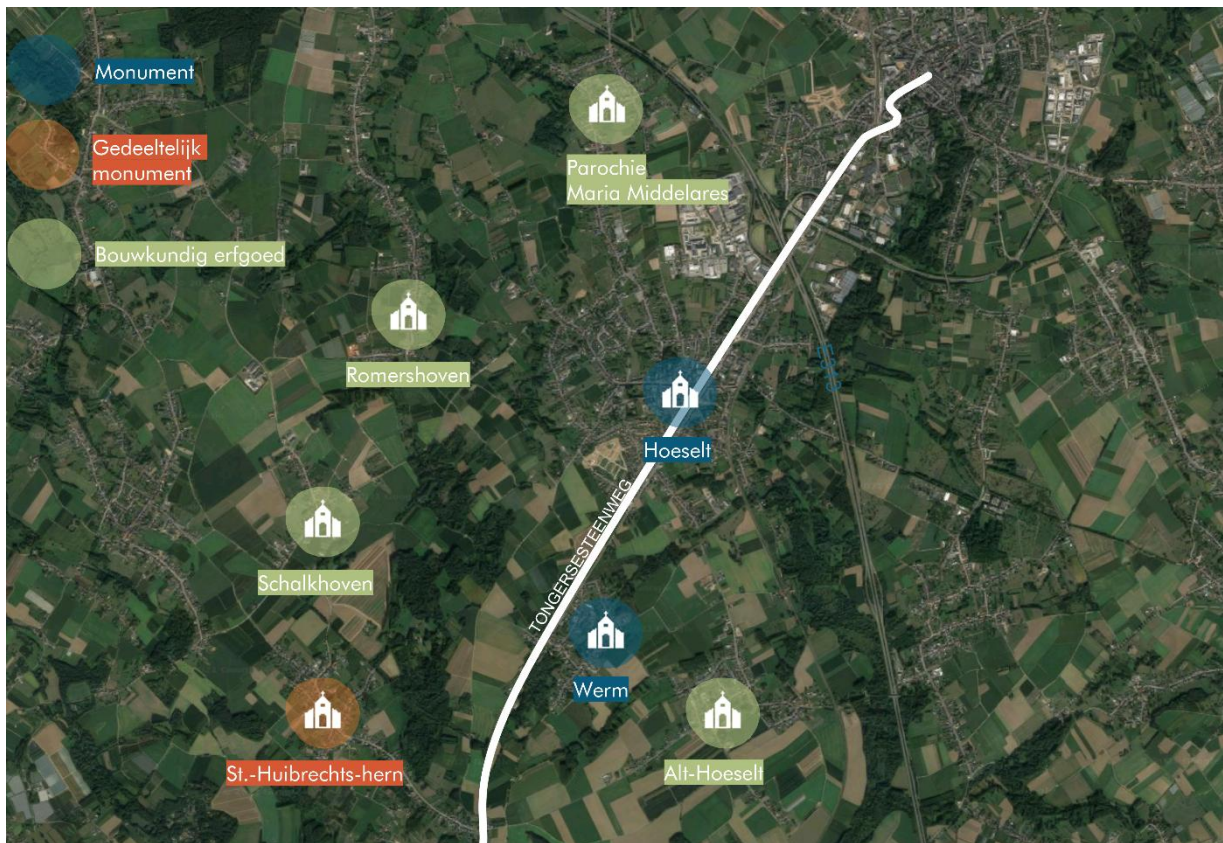 Monument
Gedeeltelijk
monument
Bouwkundig erfgoed
Parochie
Maria Middelares
Romershoven
E313
Hoeselt
TONGERSESTEENWEG
Schalkhoven
Werm
St.-Huibrechts-hern
Alt-Hoeselt